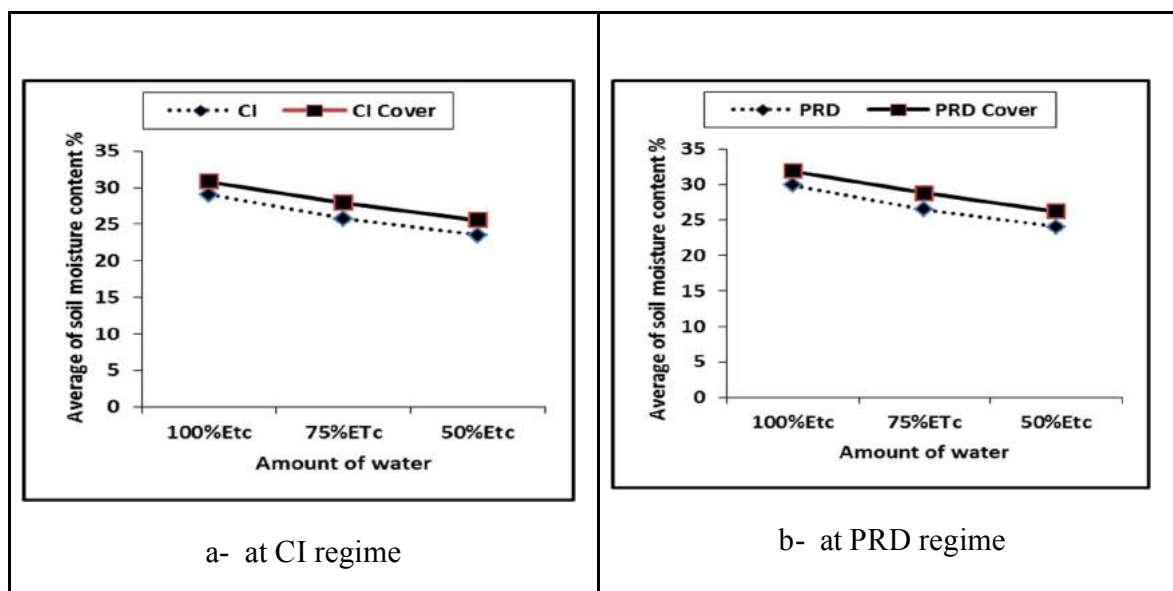 CI CI Cover
Average of soil moisture content %
35
30
25
20
15
10
5
0
100%Etc 75%ETc 50%Etc
Amount of water
a- at CI regime
PRD PRD Cover
Average of soil moisture content %
35
30
25
20
15
10
5
0
100%Etc 75%ETc 50%Etc
Amount of water
b- at PRD regime